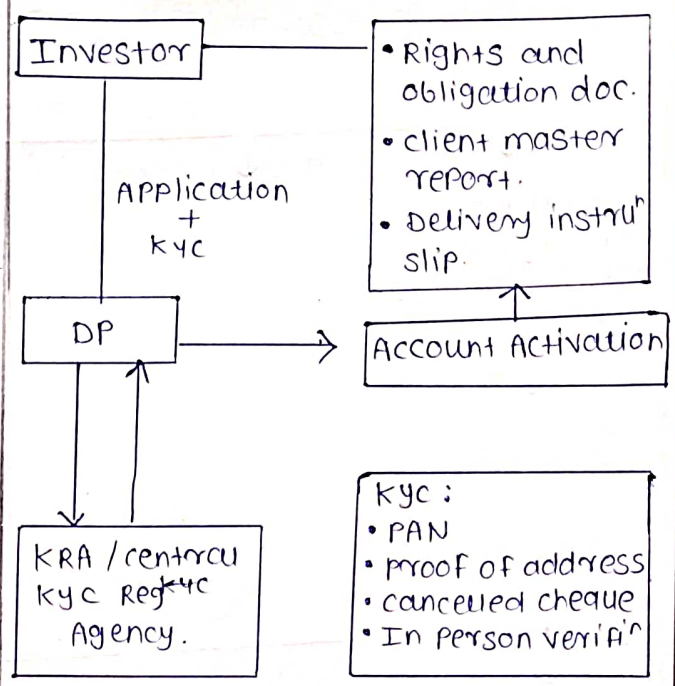 Investor
• Rights and
obligation doc.
• client master
report.
• Delivery instruⁿ
slip.
Application
+
KYC
DP
Account Activation
KRA / central
KYC Reg KYC
Agency.
KYC :
• PAN
• proof of address
• cancelled cheque
• In person verifiⁿ